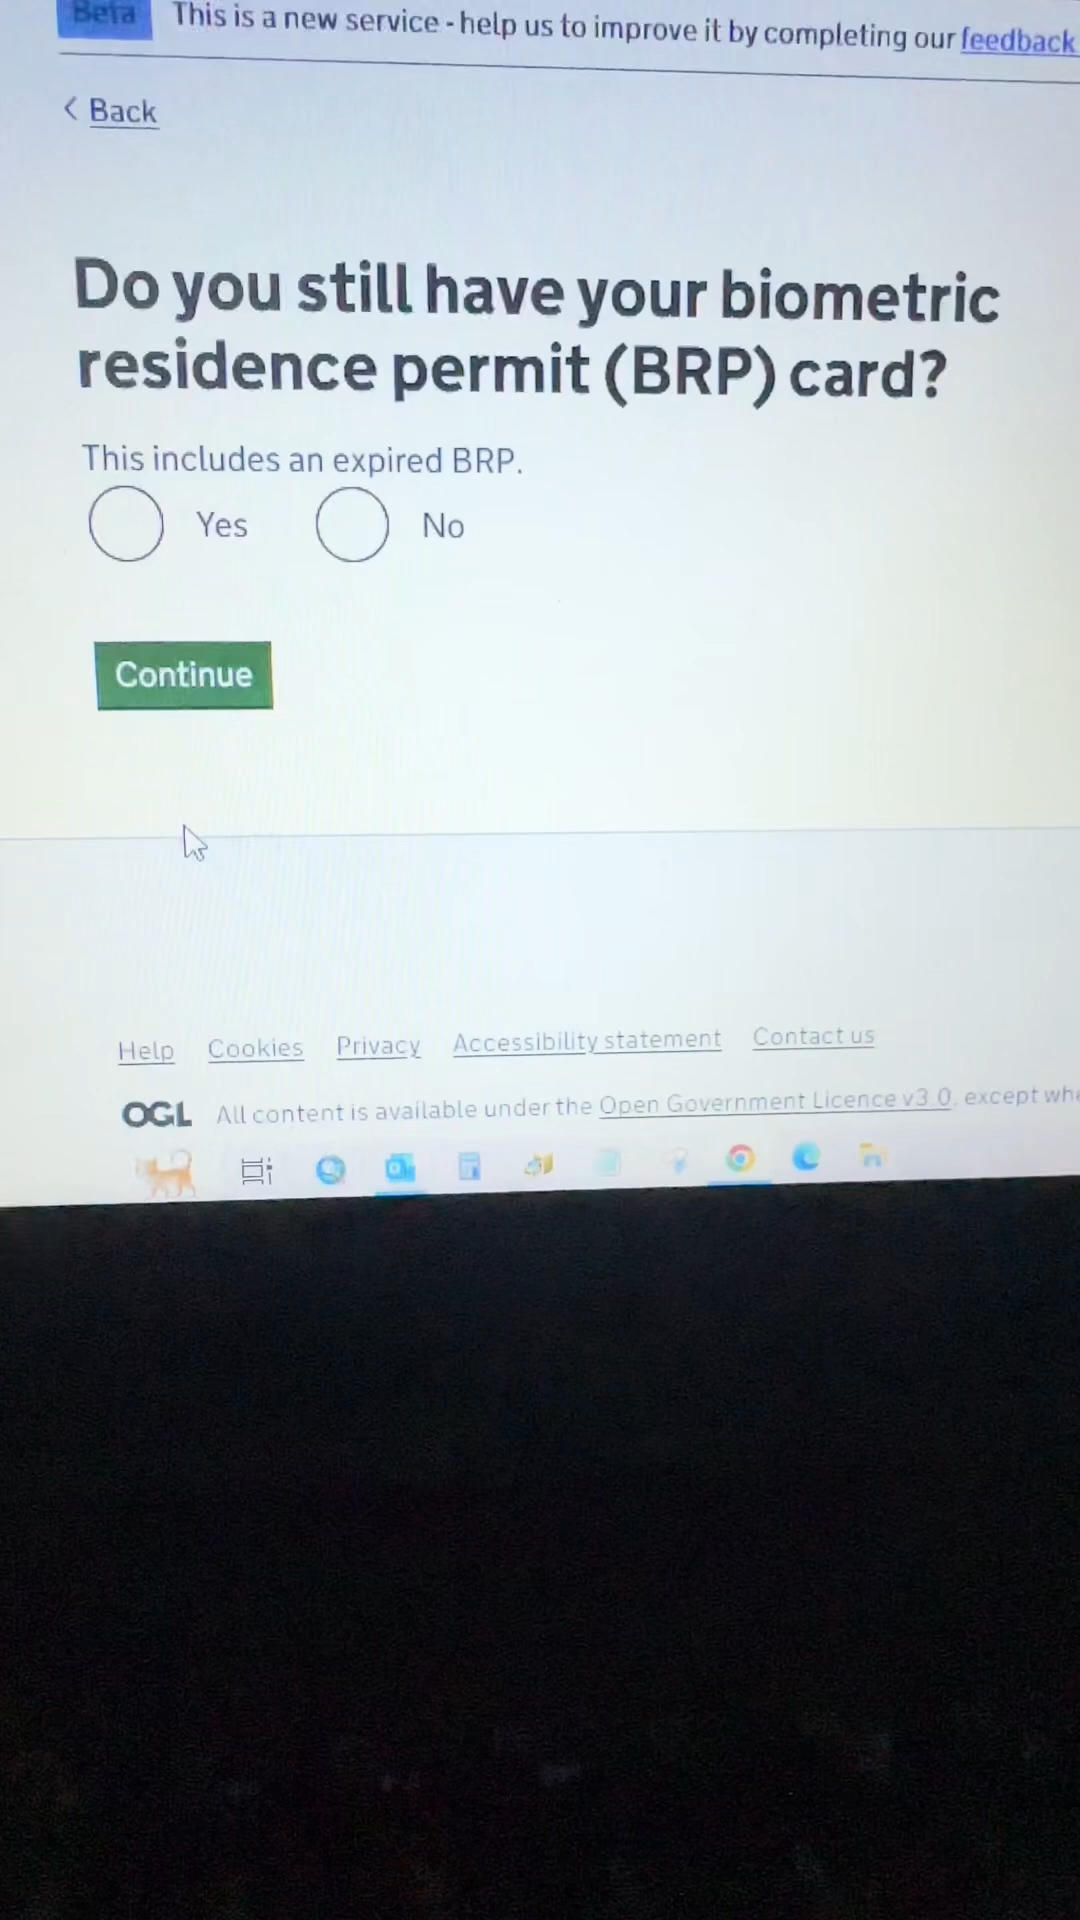 Beta This is a new service - help us to improve it by completing our feedback
Back
Do you still have your biometric
residence permit (BRP) card?
This includes an expired BRP.
Yes No
Continue
Help Cookies Privacy Accessibility statement Contact us
OGL All content is available under the Open Government Licence v3.0, except